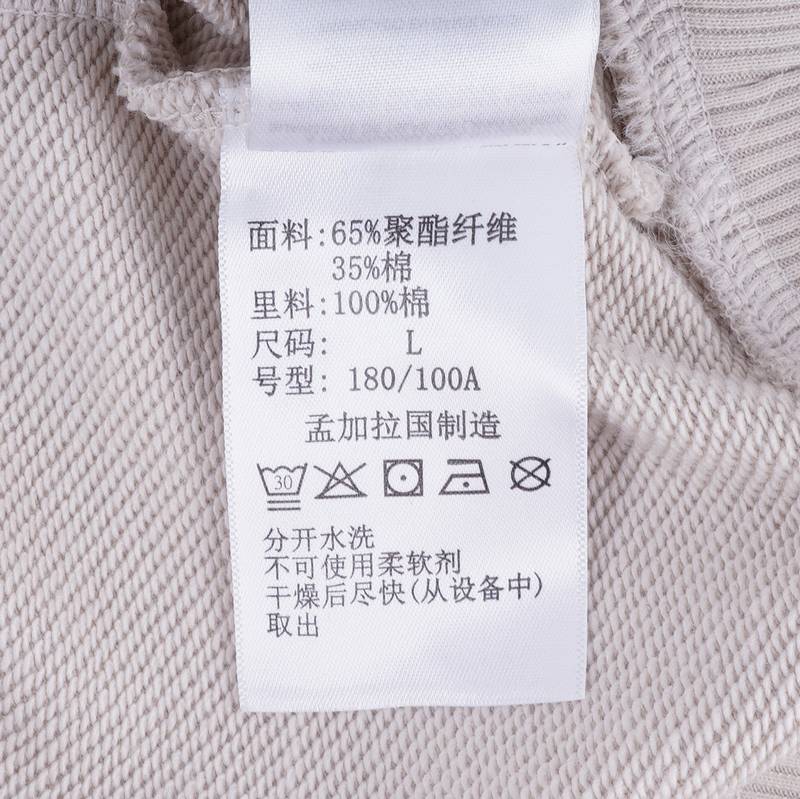 面料:65%聚酯纤维
35%棉
里料:100%棉
尺码: L
号型: 180/100A
孟加拉国制造
30
分开水洗
不可使用柔软剂
干燥后尽快(从设备中)
取出